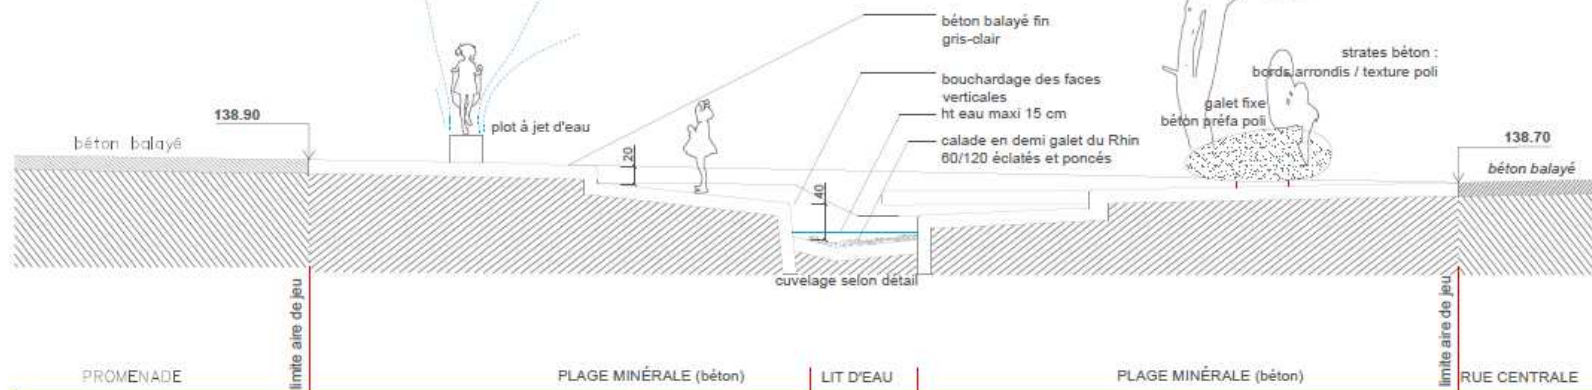 béton balayé fin
gris-clair
strates béton :
bords arrondis / texture poli
bouchardage des faces
verticales
ht eau maxi 15 cm
galet fixe
béton préfa poli
138.90
plot à jet d'eau
138.70
béton balayé
calade en demi galet du Rhin
60/120 éclatés et poncés
20
béton balayé
40
cuvelage selon détail
limite aire de jeu
limite aire de jeu
PROMENADE
PLAGE MINÉRALE (béton)
LIT D'EAU
PLAGE MINÉRALE (béton)
RUE CENTRALE